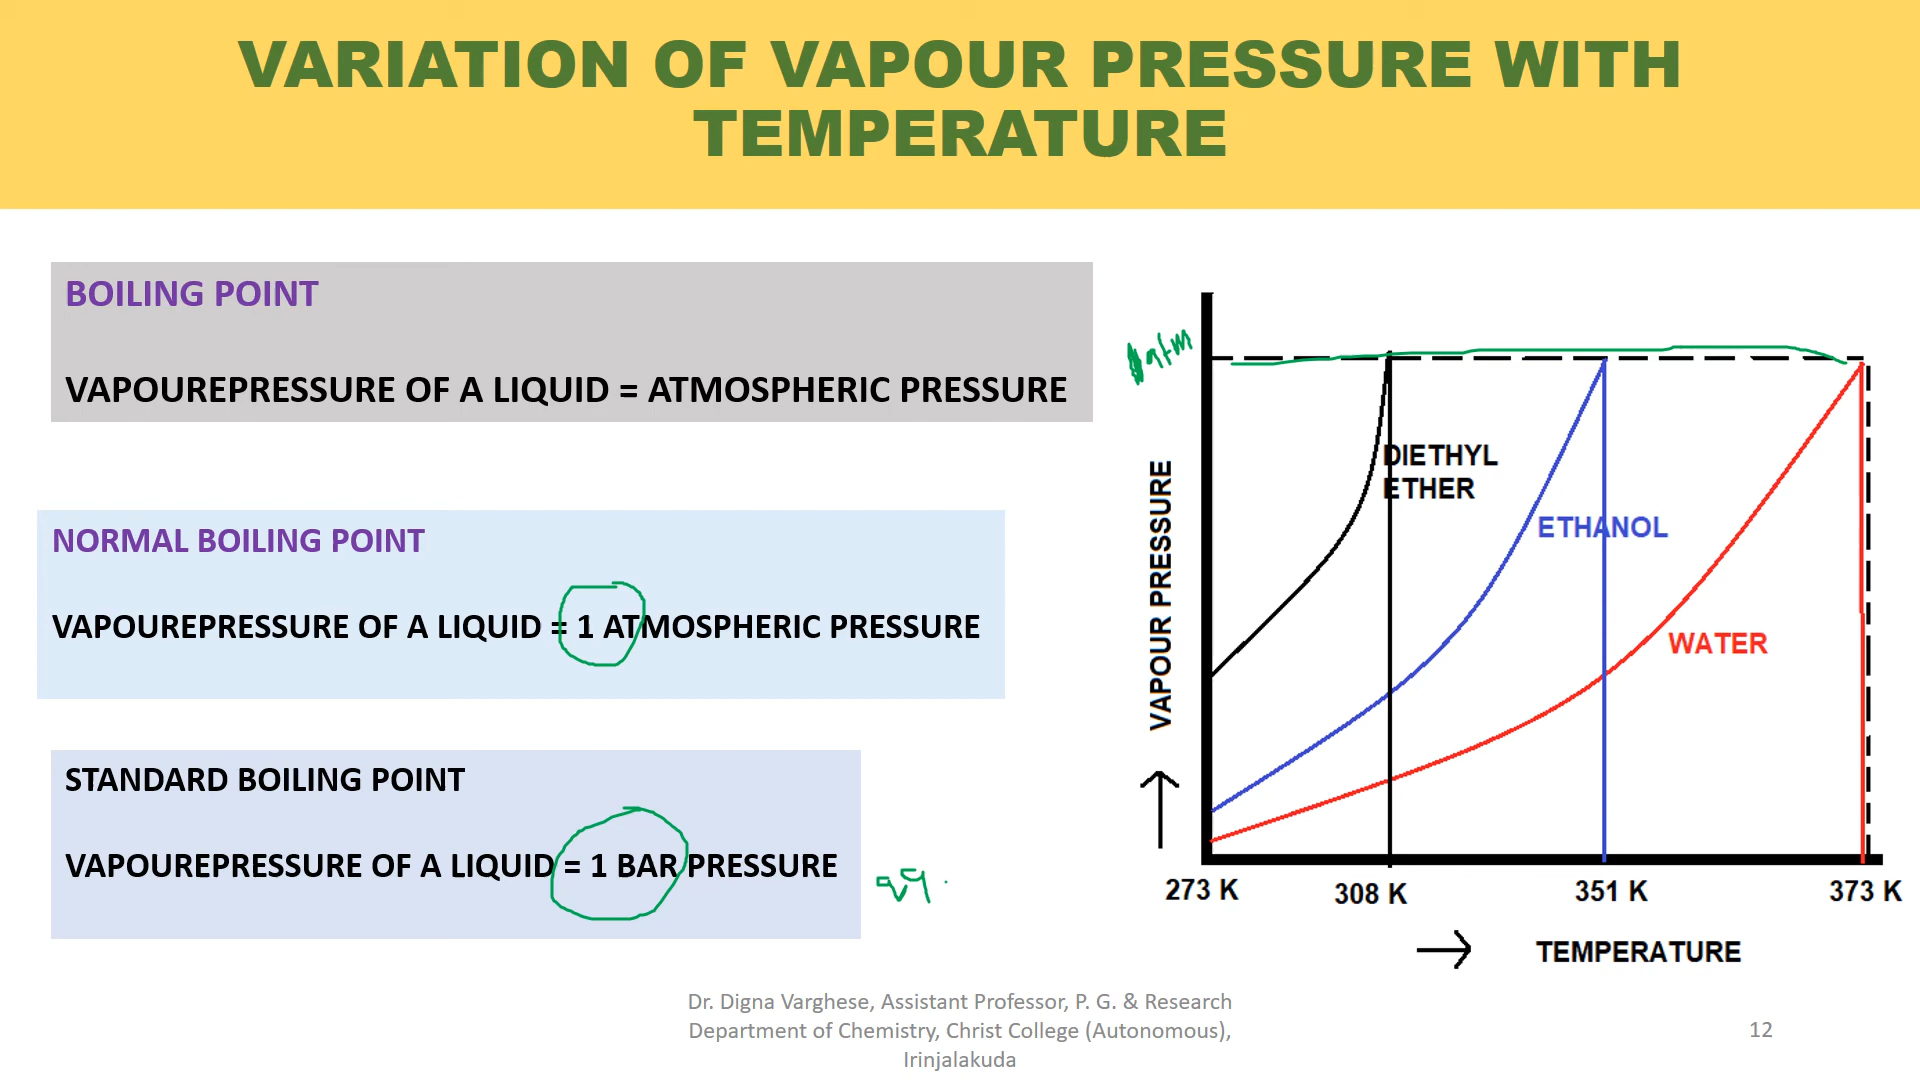 VARIATION OF VAPOUR PRESSURE WITH
TEMPERATURE
BOILING POINT
VAPOUREPRESSURE OF A LIQUID = ATMOSPHERIC PRESSURE
NORMAL BOILING POINT
VAPOUREPRESSURE OF A LIQUID = 1 ATMOSPHERIC PRESSURE
STANDARD BOILING POINT
VAPOUREPRESSURE OF A LIQUID = 1 BAR PRESSURE
VAPOUR PRESSURE
DIETHYL
ETHER
ETHANOL
WATER
273 K
308 K
351 K
373 K
TEMPERATURE
Dr. Digna Varghese, Assistant Professor, P. G. & Research
Department of Chemistry, Christ College (Autonomous),
Irinjalakuda
12